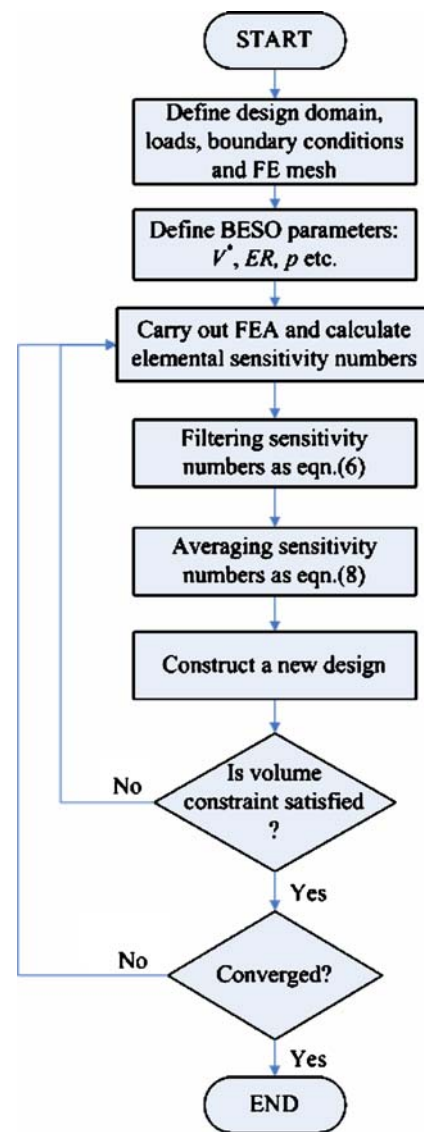 START
Define design domain,
loads, boundary conditions
and FE mesh
Define BESO parameters:
V*, ER, p etc.
Carry out FEA and calculate
elemental sensitivity numbers
Filtering sensitivity
numbers as eqn.(6)
Averaging sensitivity
numbers as eqn.(8)
Construct a new design
No
Is volume
constraint satisfied
?
Yes
No
Converged?
Yes
END